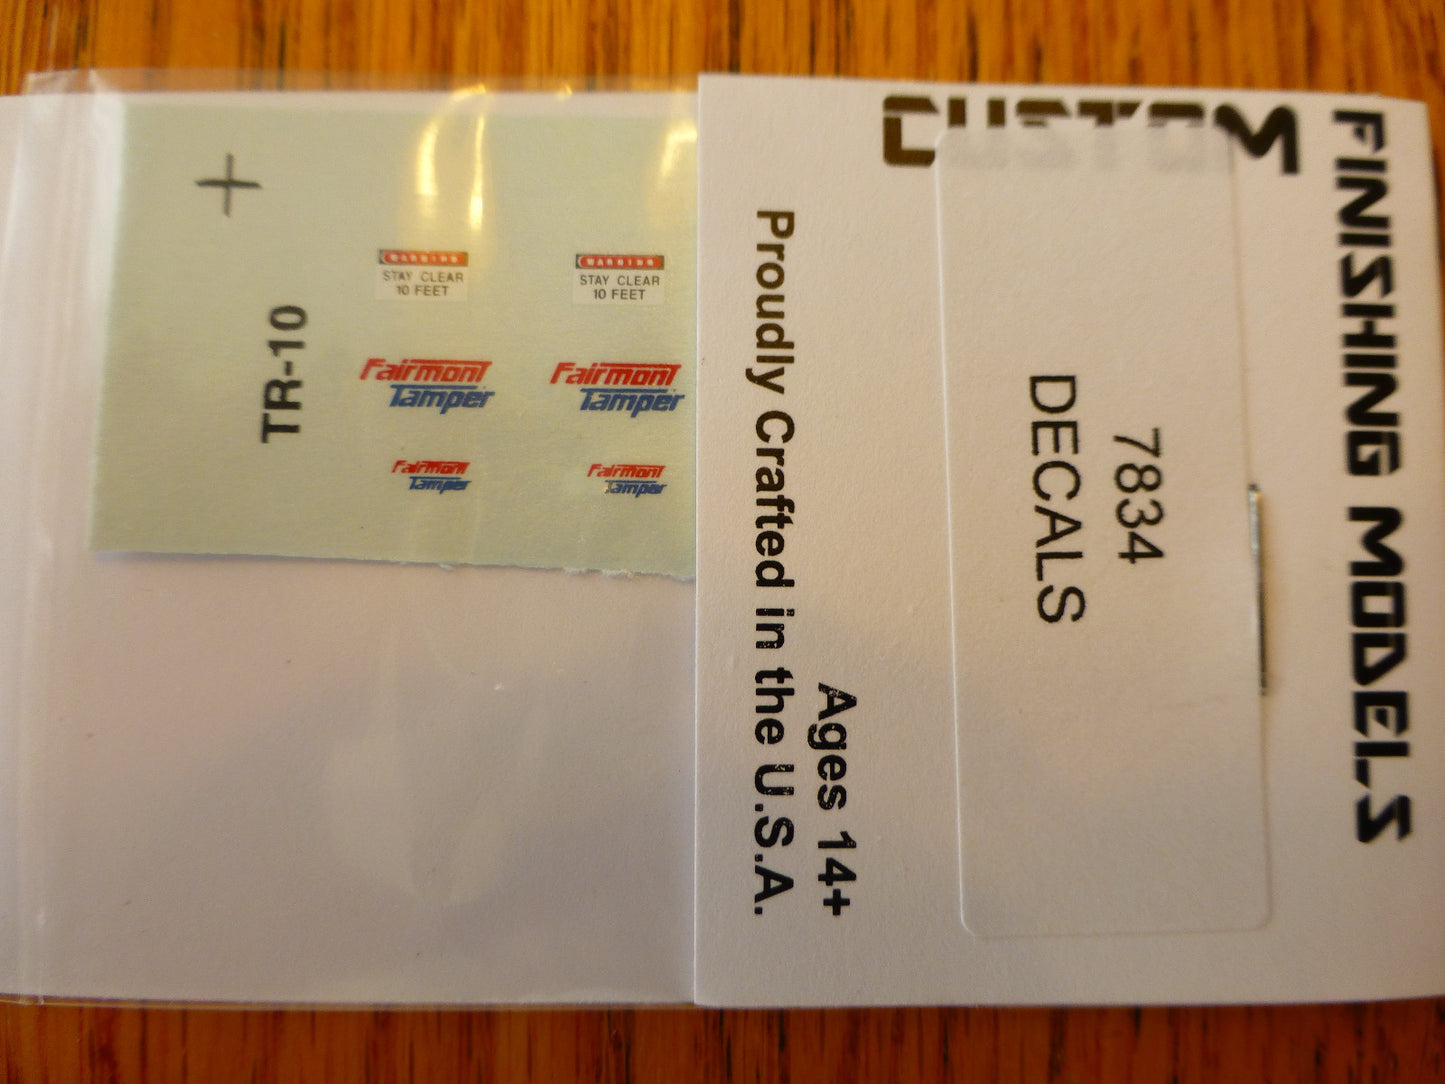 CUSTOM
FINISHING MODELS
7834
DECALS
Ages 14+
Proudly Crafted in the U.S.A.
+
TR-10
WARNING
STAY CLEAR
10 FEET
WARNING
STAY CLEAR
10 FEET
Fairmont
Tamper
Fairmont
Tamper
Fairmont
Tamper
Fairmont
Tamper